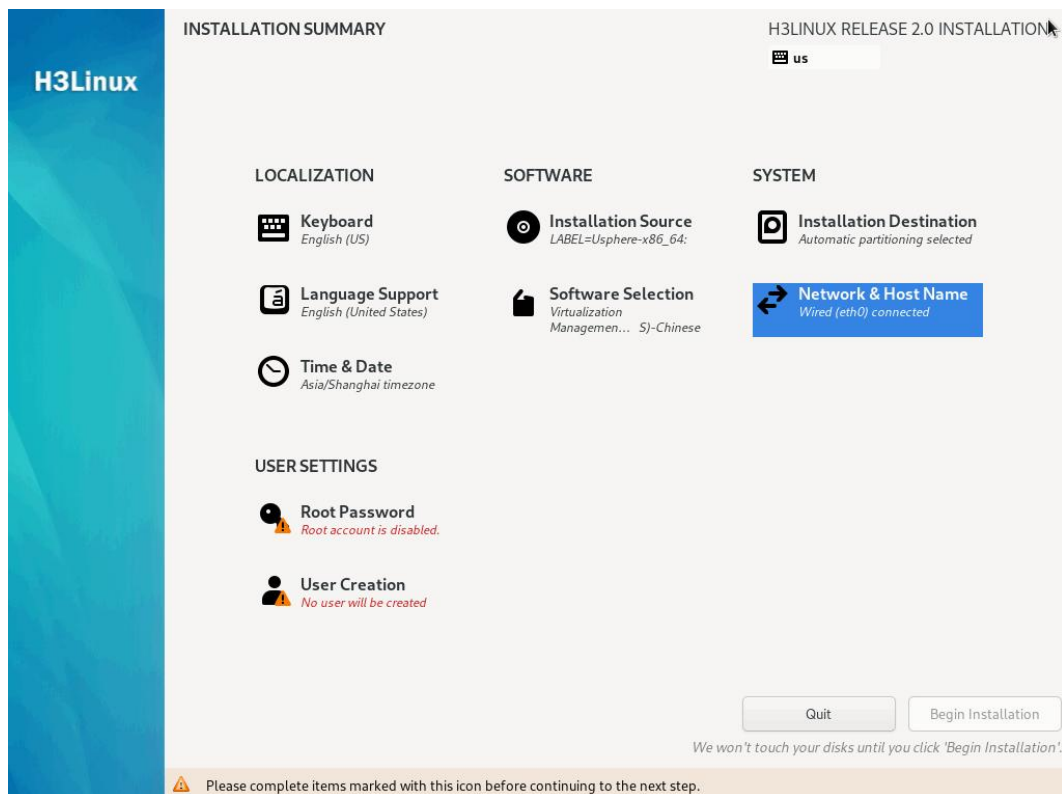 INSTALLATION SUMMARY
H3LINUX RELEASE 2.0 INSTALLATION
us
H3Linux
LOCALIZATION
Keyboard
English (US)
Language Support
English (United States)
Time & Date
Asia/Shanghai timezone
SOFTWARE
Installation Source
LABEL=Usphere-x86_64:
Software Selection
Virtualization
Managemen... S)-Chinese
SYSTEM
Installation Destination
Automatic partitioning selected
Network & Host Name
Wired (eth0) connected
USER SETTINGS
Root Password
Root account is disabled.
User Creation
No user will be created
Quit
Begin Installation
We won't touch your disks until you click 'Begin Installation'.
Please complete items marked with this icon before continuing to the next step.